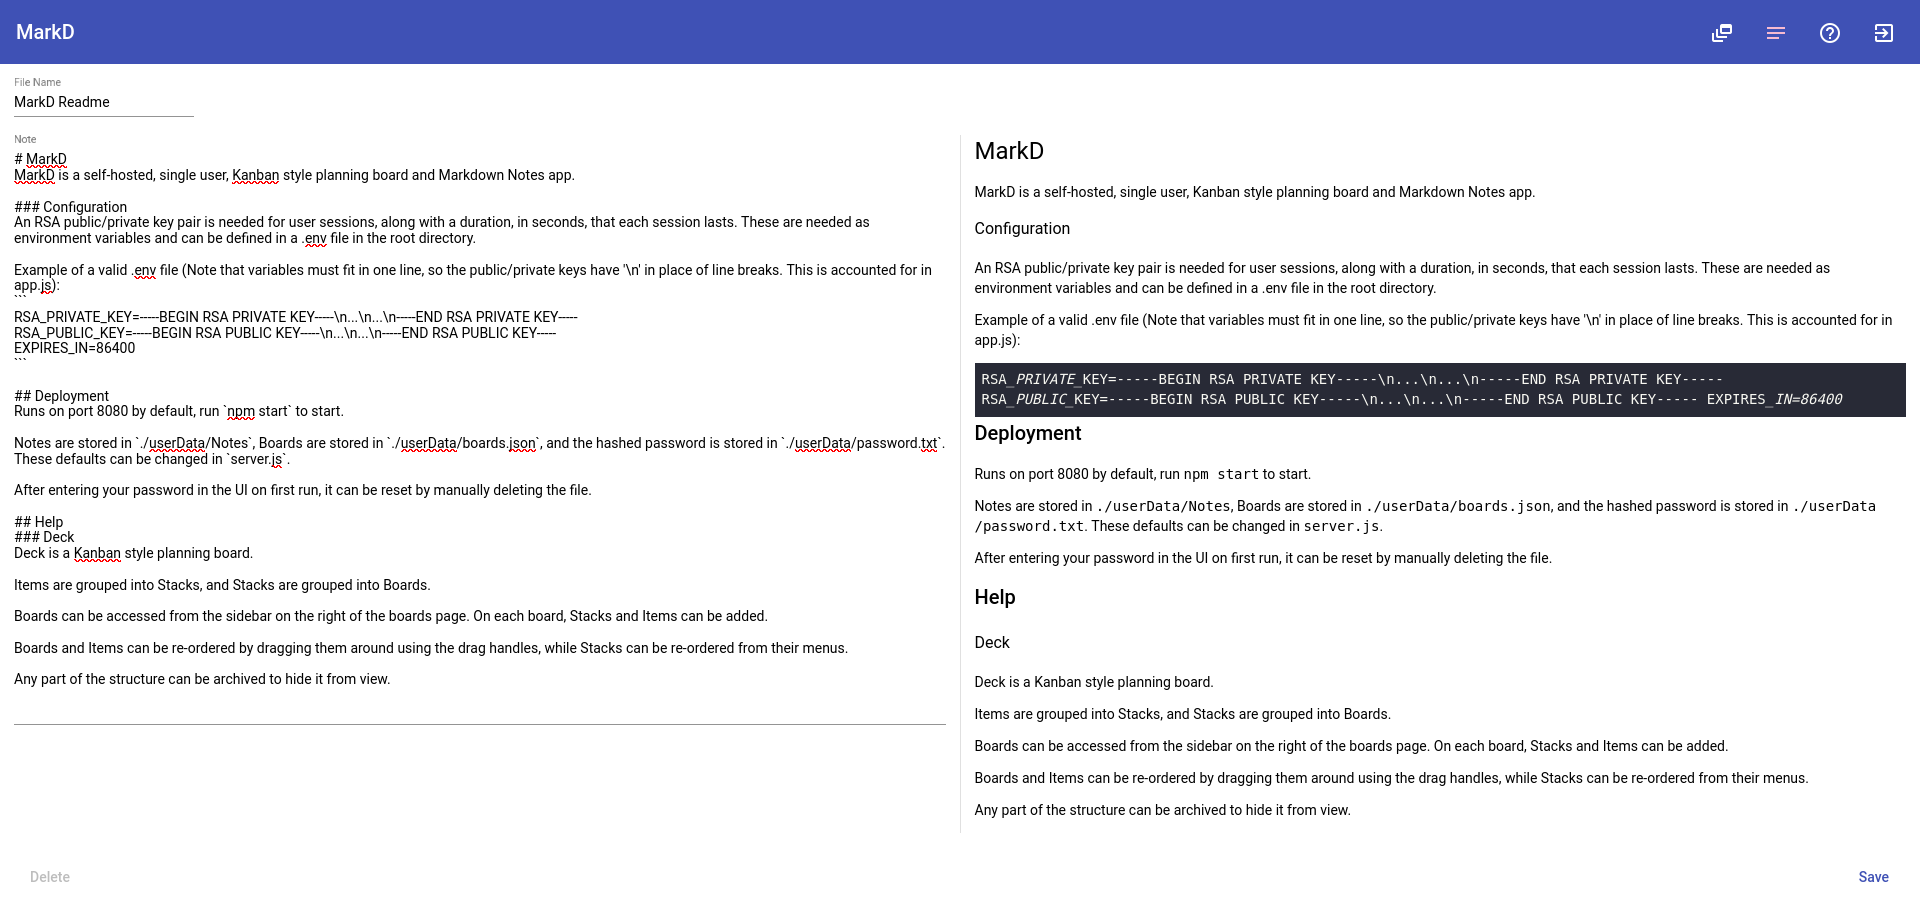 MarkD
File Name
MarkD Readme
Note
# MarkD
MarkD is a self-hosted, single user, Kanban style planning board and Markdown Notes app.
### Configuration
An RSA public/private key pair is needed for user sessions, along with a duration, in seconds, that each session lasts. These are needed as
environment variables and can be defined in a .env file in the root directory.
Example of a valid .env file (Note that variables must fit in one line, so the public/private keys have '\n' in place of line breaks. This is accounted for in
app.js):
```
RSA_PRIVATE_KEY=-----BEGIN RSA PRIVATE KEY-----\n...\n...\n-----END RSA PRIVATE KEY-----
RSA_PUBLIC_KEY=-----BEGIN RSA PUBLIC KEY-----\n...\n...\n-----END RSA PUBLIC KEY-----
EXPIRES_IN=86400
```
## Deployment
Runs on port 8080 by default, run `npm start` to start.
Notes are stored in `./userData/Notes`, Boards are stored in `./userData/boards.json`, and the hashed password is stored in `./userData/password.txt`.
These defaults can be changed in `server.js`.
After entering your password in the UI on first run, it can be reset by manually deleting the file.
## Help
### Deck
Deck is a Kanban style planning board.
Items are grouped into Stacks, and Stacks are grouped into Boards.
Boards can be accessed from the sidebar on the right of the boards page. On each board, Stacks and Items can be added.
Boards and Items can be re-ordered by dragging them around using the drag handles, while Stacks can be re-ordered from their menus.
Any part of the structure can be archived to hide it from view.
MarkD
MarkD is a self-hosted, single user, Kanban style planning board and Markdown Notes app.
Configuration
An RSA public/private key pair is needed for user sessions, along with a duration, in seconds, that each session lasts. These are needed as
environment variables and can be defined in a .env file in the root directory.
Example of a valid .env file (Note that variables must fit in one line, so the public/private keys have '\n' in place of line breaks. This is accounted for in
app.js):
RSA_PRIVATE_KEY=-----BEGIN RSA PRIVATE KEY-----\n...\n...\n-----END RSA PRIVATE KEY-----
RSA_PUBLIC_KEY=-----BEGIN RSA PUBLIC KEY-----\n...\n...\n-----END RSA PUBLIC KEY----- EXPIRES_IN=86400
Deployment
Runs on port 8080 by default, run npm start to start.
Notes are stored in ./userData/Notes, Boards are stored in ./userData/boards.json, and the hashed password is stored in ./userData
/password.txt. These defaults can be changed in server.js.
After entering your password in the UI on first run, it can be reset by manually deleting the file.
Help
Deck
Deck is a Kanban style planning board.
Items are grouped into Stacks, and Stacks are grouped into Boards.
Boards can be accessed from the sidebar on the right of the boards page. On each board, Stacks and Items can be added.
Boards and Items can be re-ordered by dragging them around using the drag handles, while Stacks can be re-ordered from their menus.
Any part of the structure can be archived to hide it from view.
Delete
Save